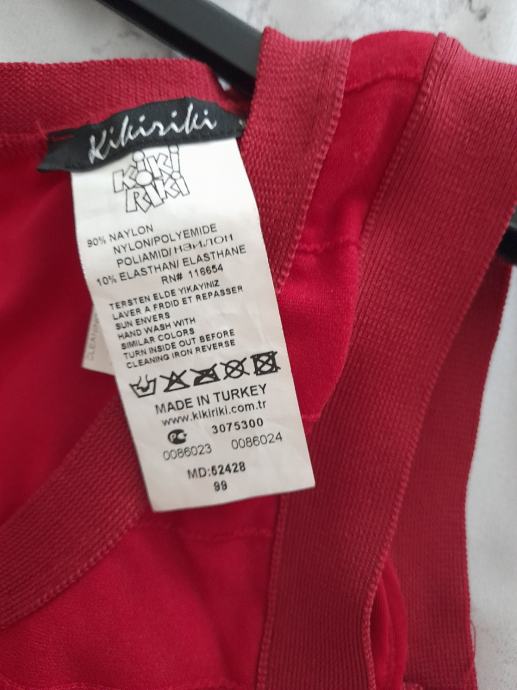 Kikiriki
KiKi
RiKi
90% NAYLON
NYLON/POLYEMIDE
POLIAMID/НЭИЛОН
10% ELASTHAN/ ELASTHANE
RN# 116654
TERSTEN ELDE YIKAYINIZ
LAVER A FRDID ET REPASSER
SUN ENVERS
HAND WASH WITH
SIMILAR COLORS
TURN INSIDE OUT BEFORE
CLEANING IRON REVERSE
MADE IN TURKEY
www.kikiriki.com.tr
3075300
0086023 0086024
MD:52428
99